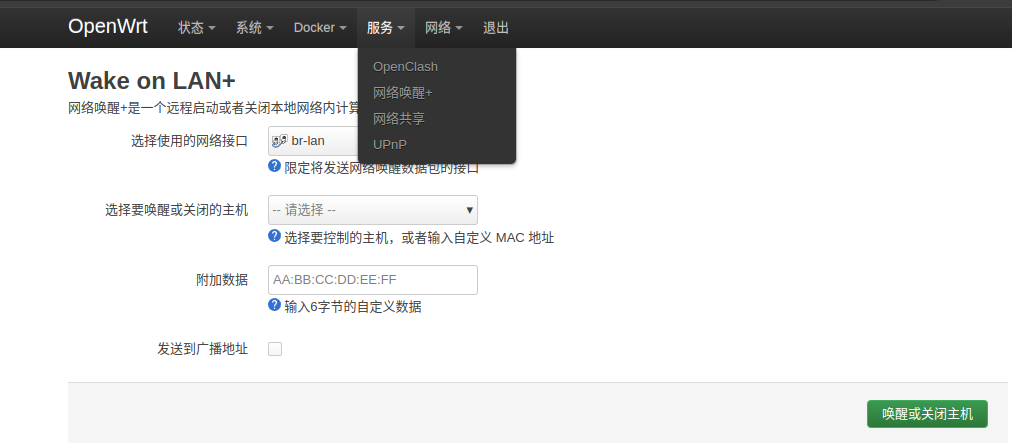 OpenWrt 状态 系统 Docker 服务 网络 退出
OpenClash
网络唤醒+
网络共享
UPnP
Wake on LAN+
网络唤醒+是一个远程启动或者关闭本地网络内计算
选择使用的网络接口 br-lan
限定将发送网络唤醒数据包的接口
选择要唤醒或关闭的主机 -- 请选择 --
选择要控制的主机，或者输入自定义 MAC 地址
附加数据 AA:BB:CC:DD:EE:FF
输入6字节的自定义数据
发送到广播地址
唤醒或关闭主机